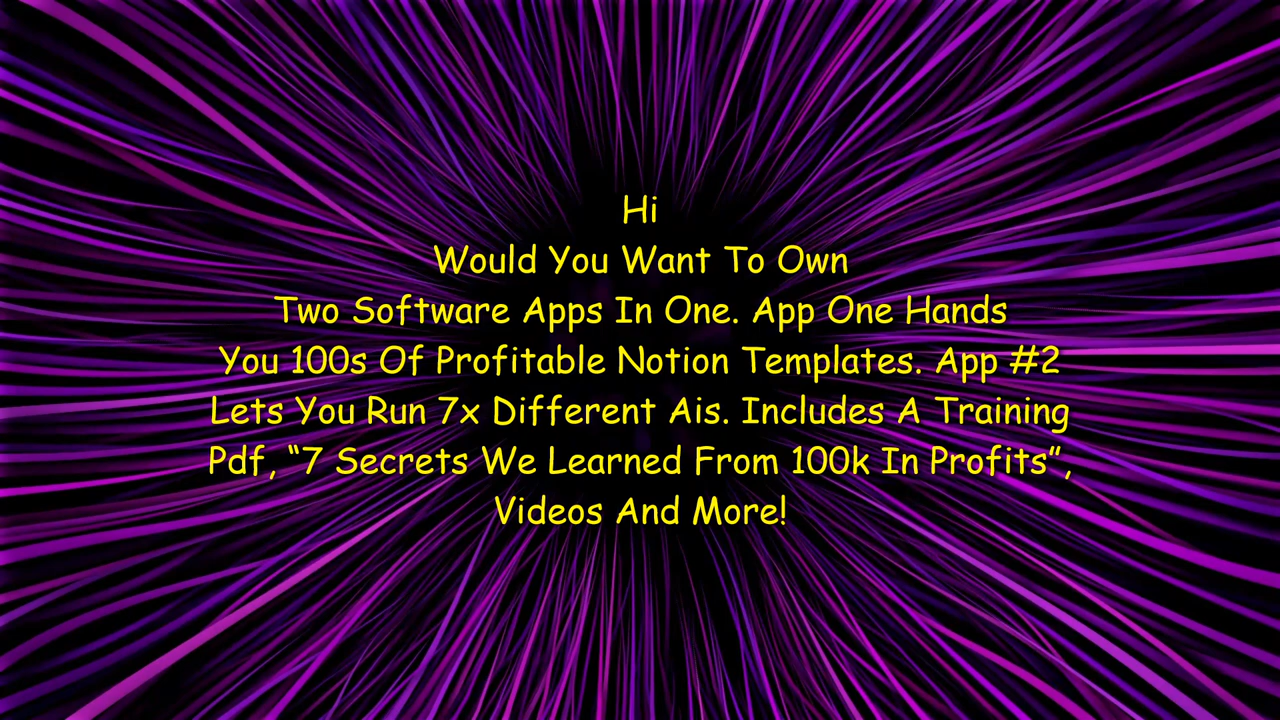 Hi
Would You Want To Own
Two Software Apps In One. App One Hands
You 100s Of Profitable Notion Templates. App #2
Lets You Run 7x Different Ais. Includes A Training
Pdf, “7 Secrets We Learned From 100k In Profits”,
Videos And More!